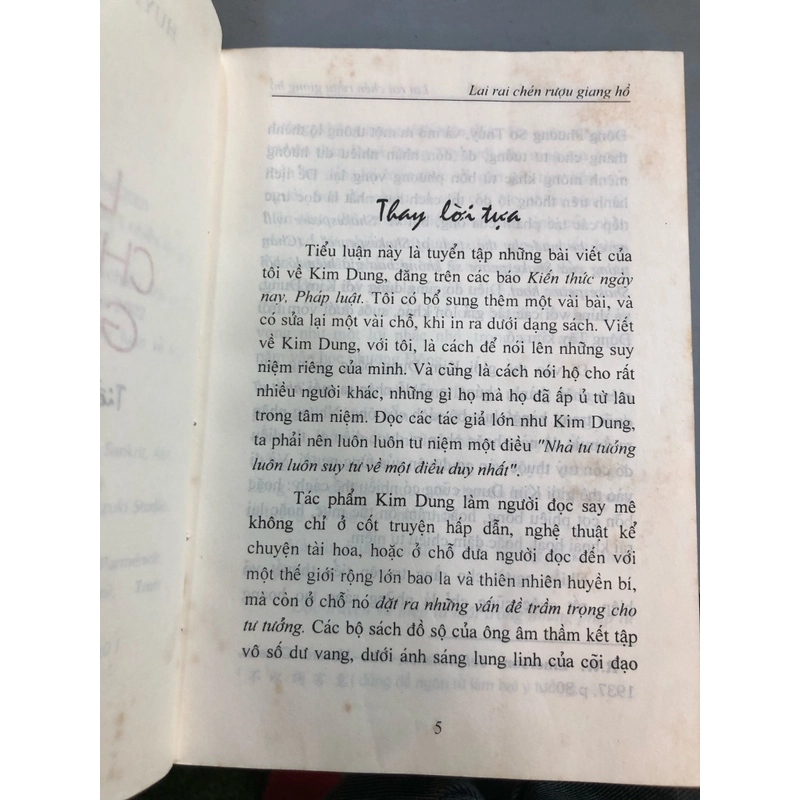 Lai rai chén rượu giang hồ
Thay lời tựa
Tiểu luận này là tuyển tập những bài viết của
tôi về Kim Dung, đăng trên các báo Kiến thức ngày
nay, Pháp luật. Tôi có bổ sung thêm một vài bài, và
có sửa lại một vài chỗ, khi in ra dưới dạng sách. Viết
về Kim Dung, với tôi, là cách để nói lên những suy
niệm riêng của mình. Và cũng là cách nói hộ cho rất
nhiều người khác, những gì họ mà họ đã ấp ủ từ lâu
trong tâm niệm. Đọc các tác giả lớn như Kim Dung,
ta phải nên luôn luôn tư niệm một điều "Nhà tư tưởng
luôn luôn suy tư về một điều duy nhất".
Tác phẩm Kim Dung làm người đọc say mê
không chỉ ở cốt truyện hấp dẫn, nghệ thuật kể
chuyện tài hoa, hoặc ở chỗ đưa người đọc đến với
một thế giới rộng lớn bao la và thiên nhiên huyền bí,
mà còn ở chỗ nó đặt ra những vấn đề trầm trọng cho
tư tưởng. Các bộ sách đồ sộ của ông âm thầm kết tập
vô số dư vang, dưới ánh sáng lung linh của cõi đạo
5